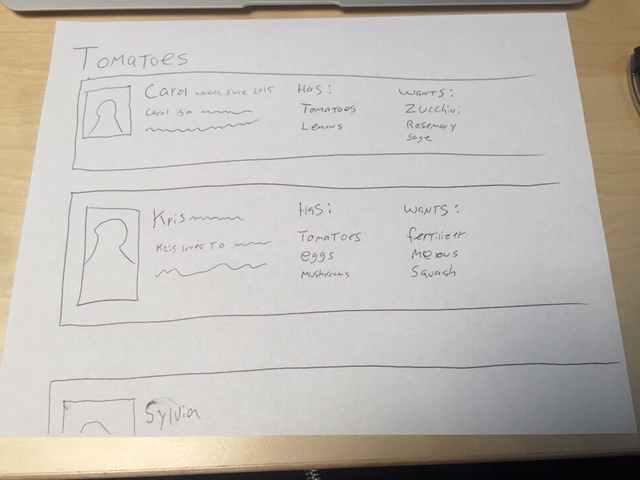 Tomatoes
Carol member since 2015
Carol is a
Has:
Tomatoes
Lemons
Wants:
Zucchini
Rosemary
Sage
Kris
Kris loves to
Has:
Tomatoes
eggs
Mushrooms
Wants:
fertilizer
Melons
Squash
Sylvia